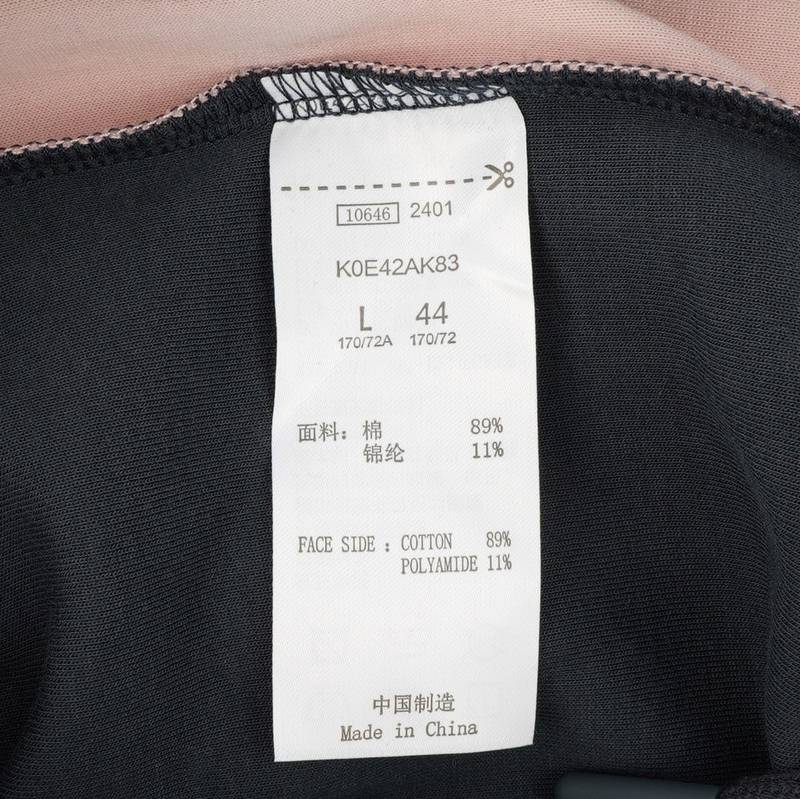 10646 2401
K0E42AK83
L 44
170/72A 170/72
面料: 棉 89%
锦纶 11%
FACE SIDE : COTTON 89%
POLYAMIDE 11%
中国制造
Made in China